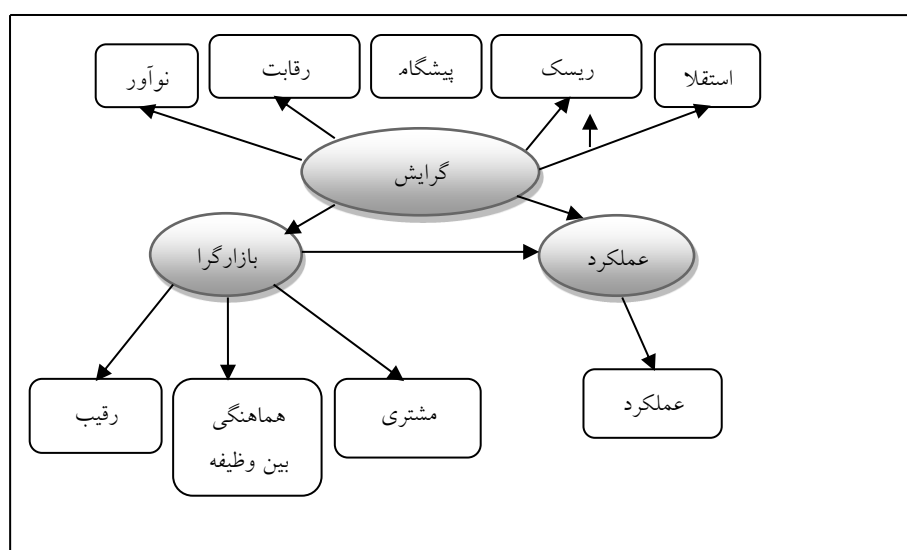 استقلا
ریسک
پیشگام
رقابت
نوآور
گرایش
عملکرد
بازارگرا
عملکرد
مشتری
هماهنگی
بین وظیفه
رقیب